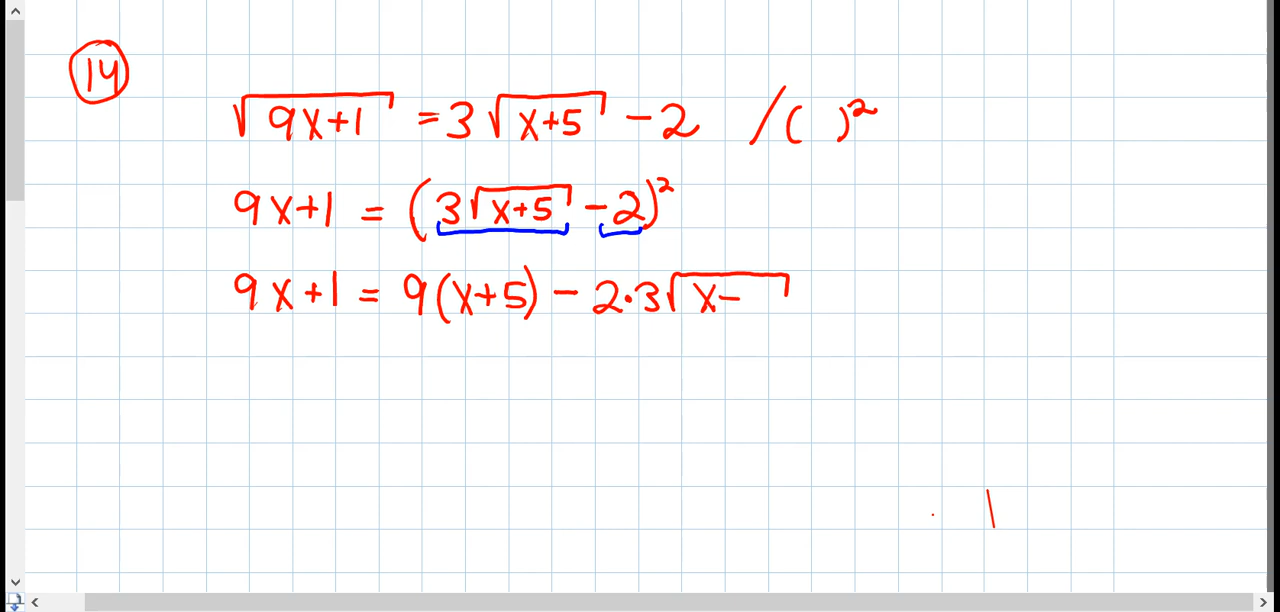 14
√(9x+1) = 3√(x+5) - 2 /( )²
9x+1 = (3√(x+5) - 2)²
9x+1 = 9(x+5) - 2·3√(x-